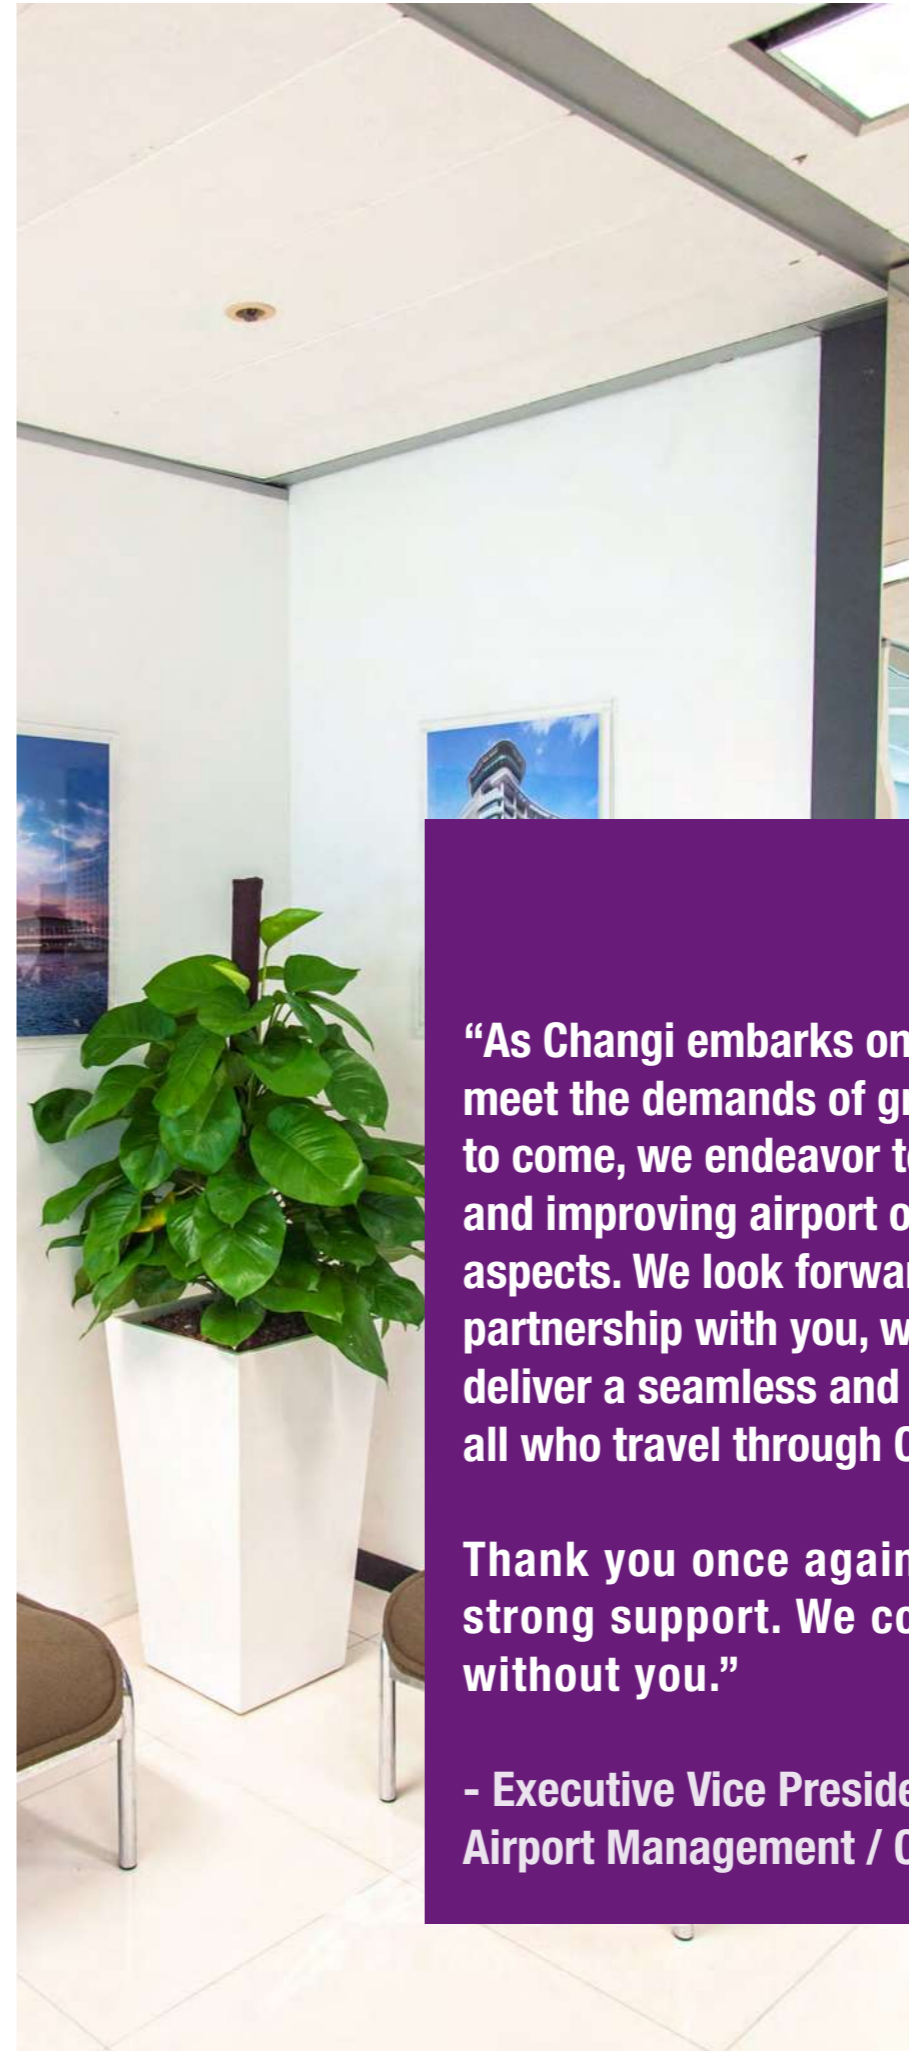 “As Changi embarks on
meet the demands of
to come, we endeavor
and improving airport
aspects. We look
partnership with you,
deliver a seamless and
all who travel through
Thank you once again
strong support. We
without you.”
- Executive Vice
Airport Management /